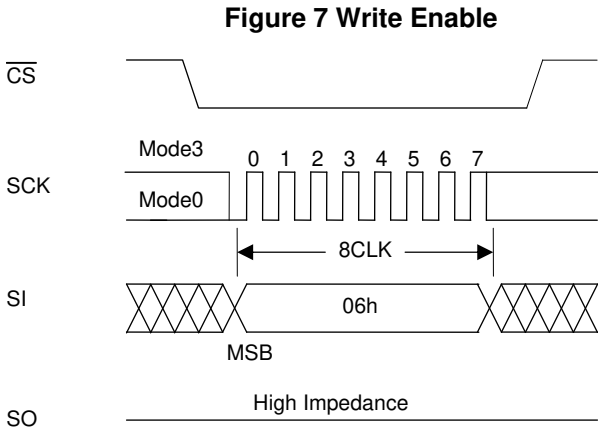 Figure 7 Write Enable
CS
Mode3
0 1 2 3 4 5 6 7
SCK
Mode0
8CLK
SI
06h
MSB
High Impedance
SO